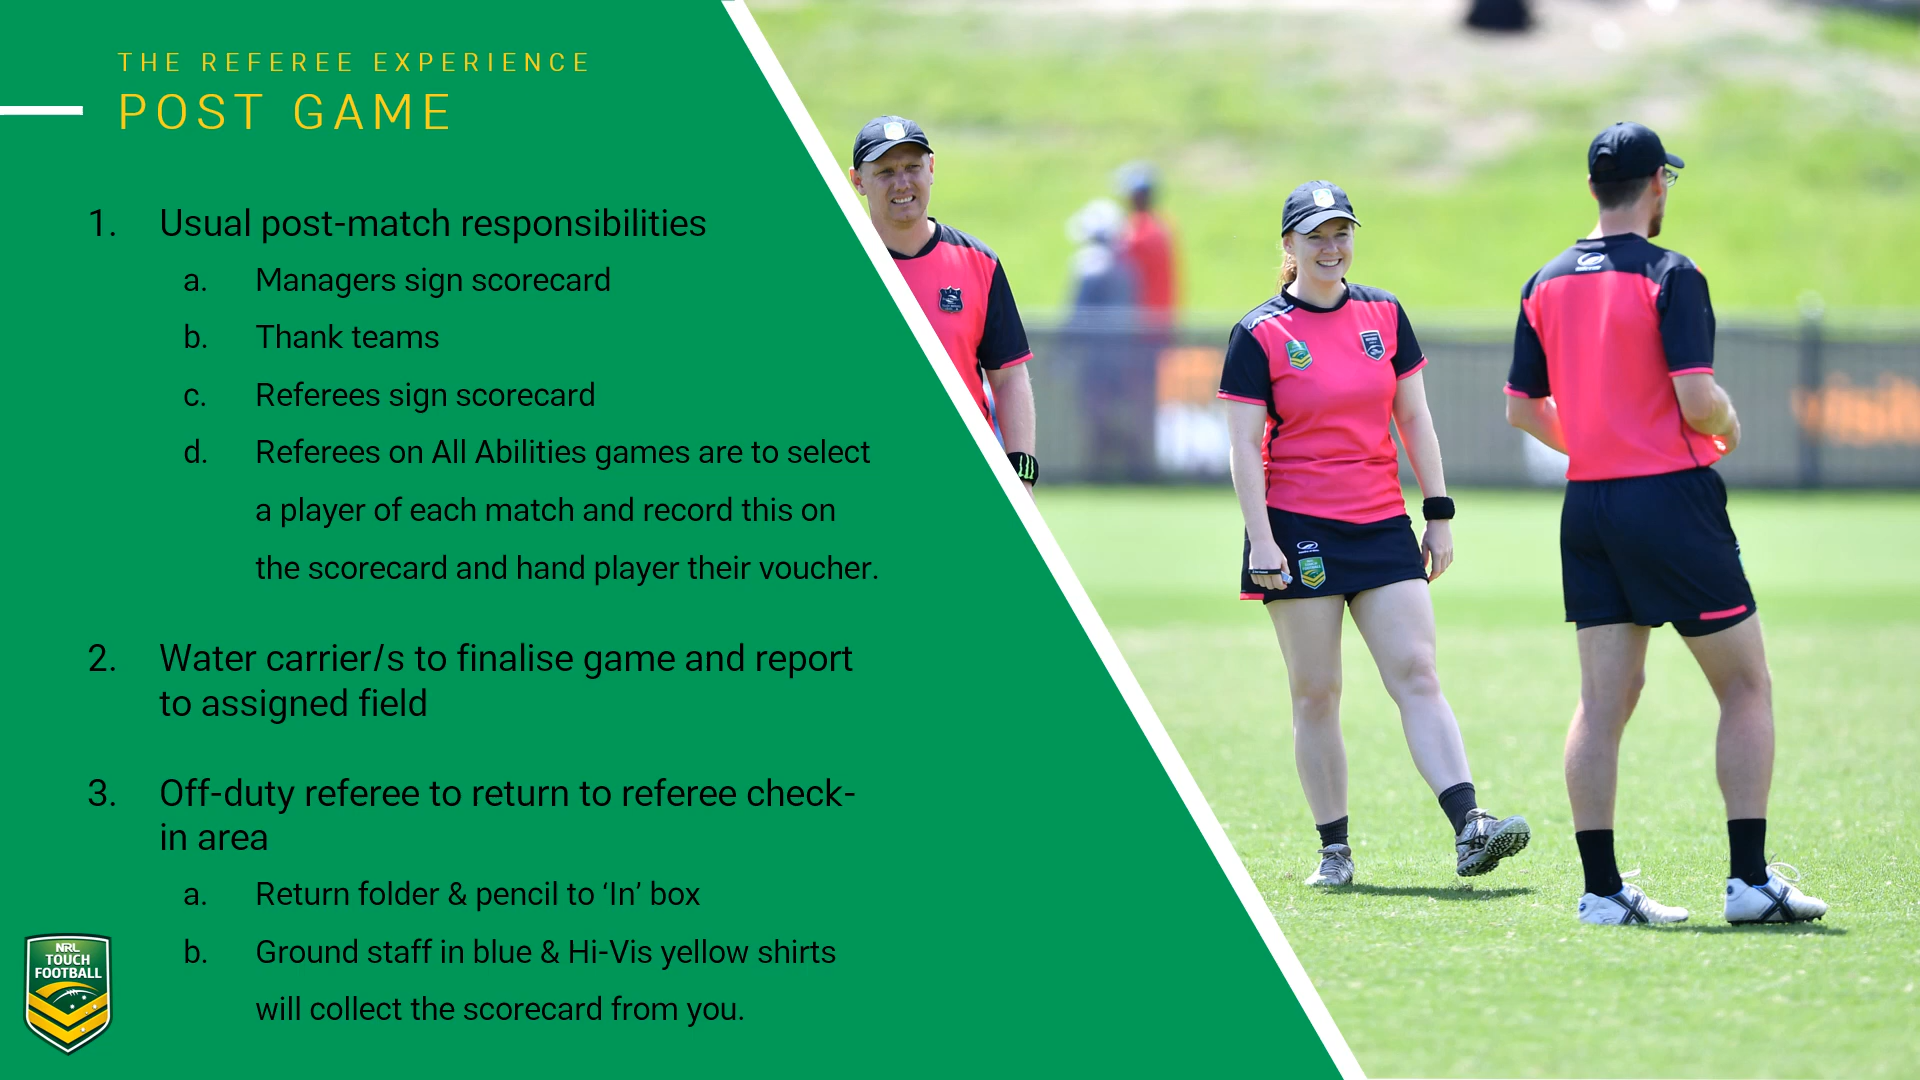 THE REFEREE EXPERIENCE
POST GAME
1. Usual post-match responsibilities
a. Managers sign scorecard
b. Thank teams
c. Referees sign scorecard
d. Referees on All Abilities games are to select
a player of each match and record this on
the scorecard and hand player their voucher.
2. Water carrier/s to finalise game and report
to assigned field
3. Off-duty referee to return to referee check-
in area
a. Return folder & pencil to ‘In’ box
b. Ground staff in blue & Hi-Vis yellow shirts
will collect the scorecard from you.
NRL
TOUCH
FOOTBALL